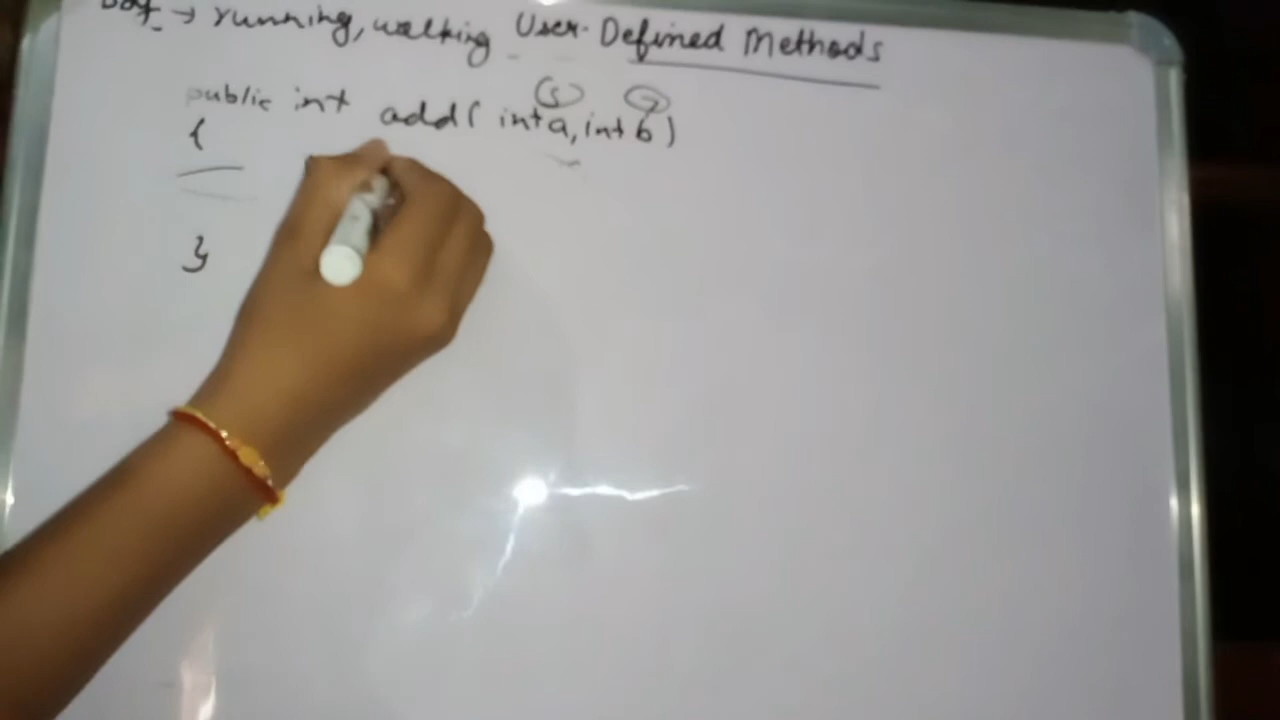 → running, walking User-Defined Methods
public int add( int a, int b)
{
}